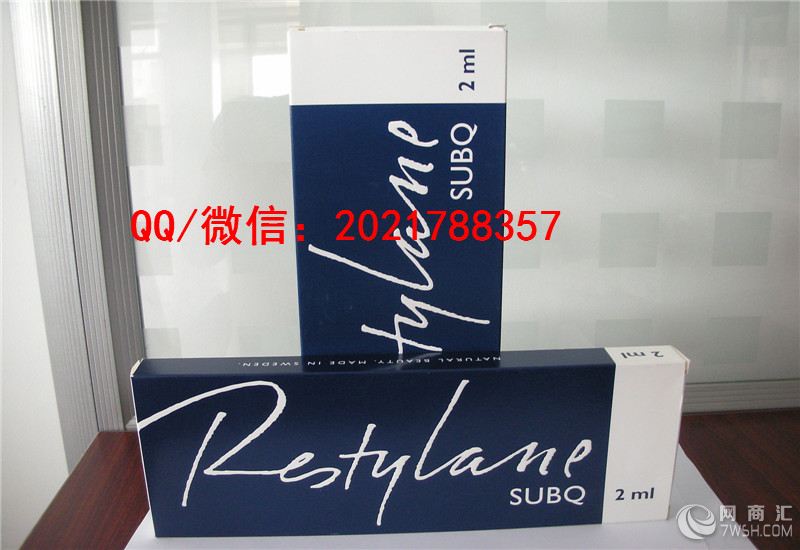 2 ml
SUBQ
tylane
QQ/微信：2021788357
NATURAL BEAUTY. MADE IN SWEDEN.
2 ml
Restylane
SUBQ
2 ml
网商汇
7WSH.COM